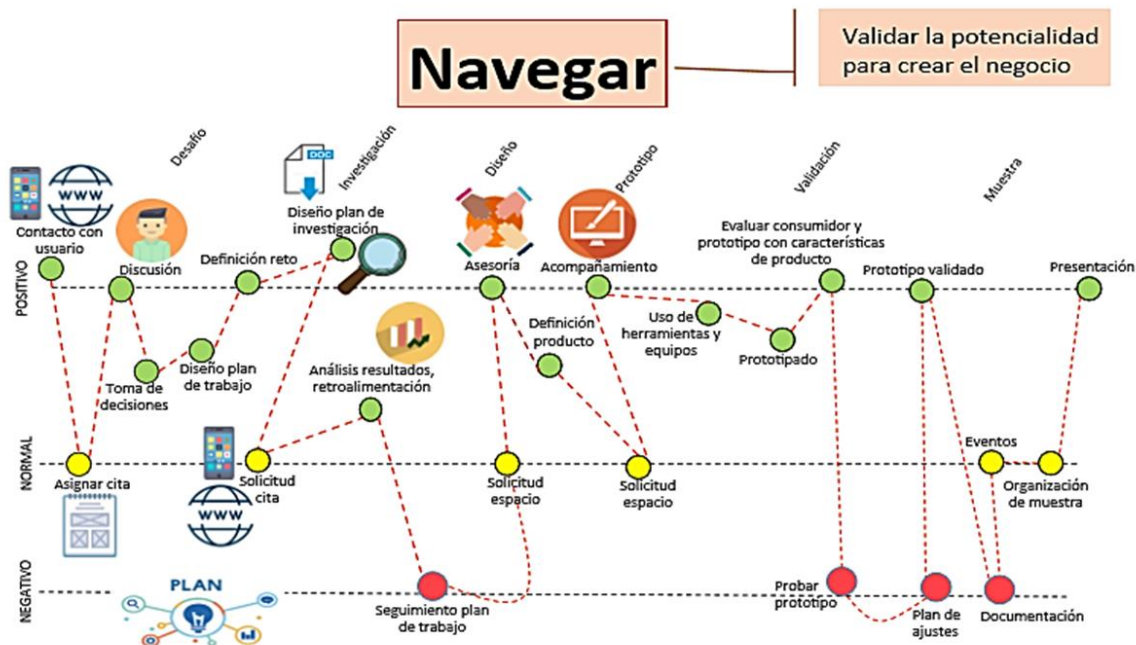 Navegar
Validar la potencialidad
para crear el negocio
Desafío
Investigación
Diseño
Prototipo
Validación
Muestra
POSITIVO
NORMAL
NEGATIVO
WWW
Contacto con
usuario
Discusión
Definición reto
DOC
Diseño plan de
investigación
Asesoría
Acompañamiento
Evaluar consumidor y
prototipo con características
de producto
Prototipo validado
Presentación
Toma de
decisiones
Diseño plan
de trabajo
Análisis resultados,
retroalimentación
Definición
producto
Uso de
herramientas y
equipos
Prototipado
Asignar cita
Solicitud
cita
WWW
Solicitud
espacio
Solicitud
espacio
Eventos
Organización
de muestra
PLAN
Seguimiento plan
de trabajo
Probar
prototipo
Plan de
ajustes
Documentación